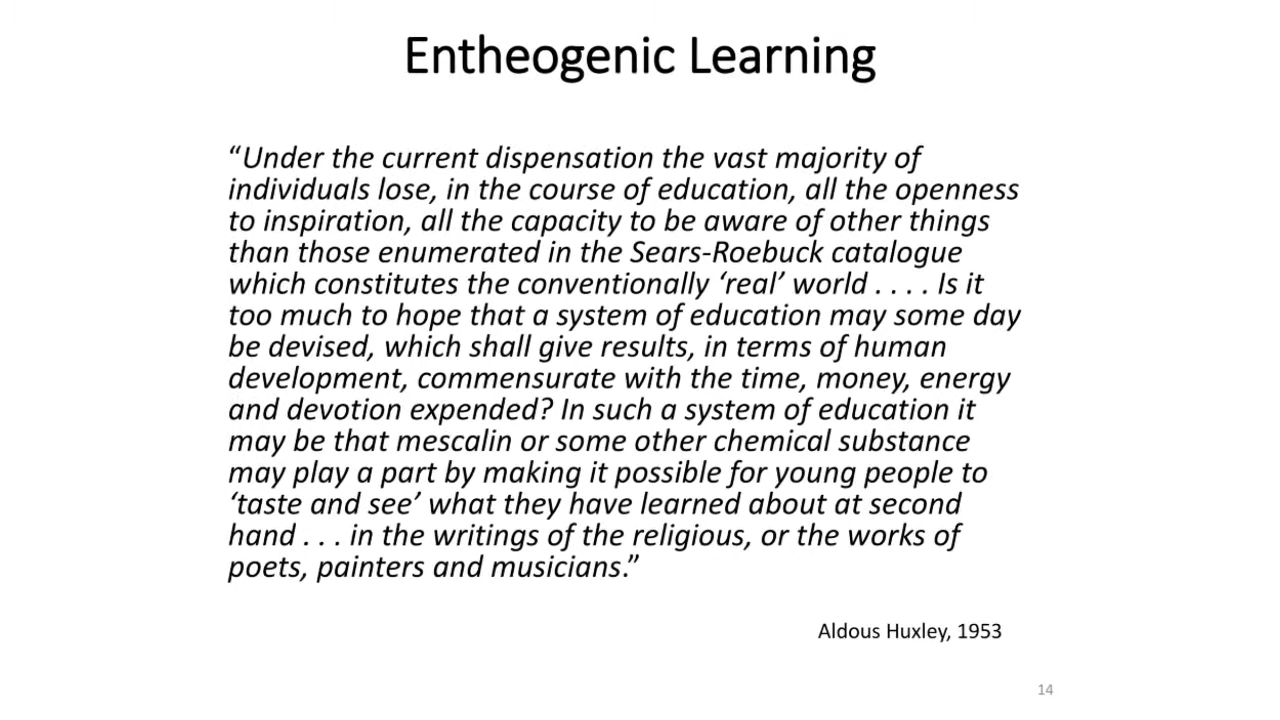 Entheogenic Learning
“Under the current dispensation the vast majority of
individuals lose, in the course of education, all the openness
to inspiration, all the capacity to be aware of other things
than those enumerated in the Sears-Roebuck catalogue
which constitutes the conventionally ‘real’ world . . . . Is it
too much to hope that a system of education may some day
be devised, which shall give results, in terms of human
development, commensurate with the time, money, energy
and devotion expended? In such a system of education it
may be that mescalin or some other chemical substance
may play a part by making it possible for young people to
‘taste and see’ what they have learned about at second
hand . . . in the writings of the religious, or the works of
poets, painters and musicians.”
Aldous Huxley, 1953
14